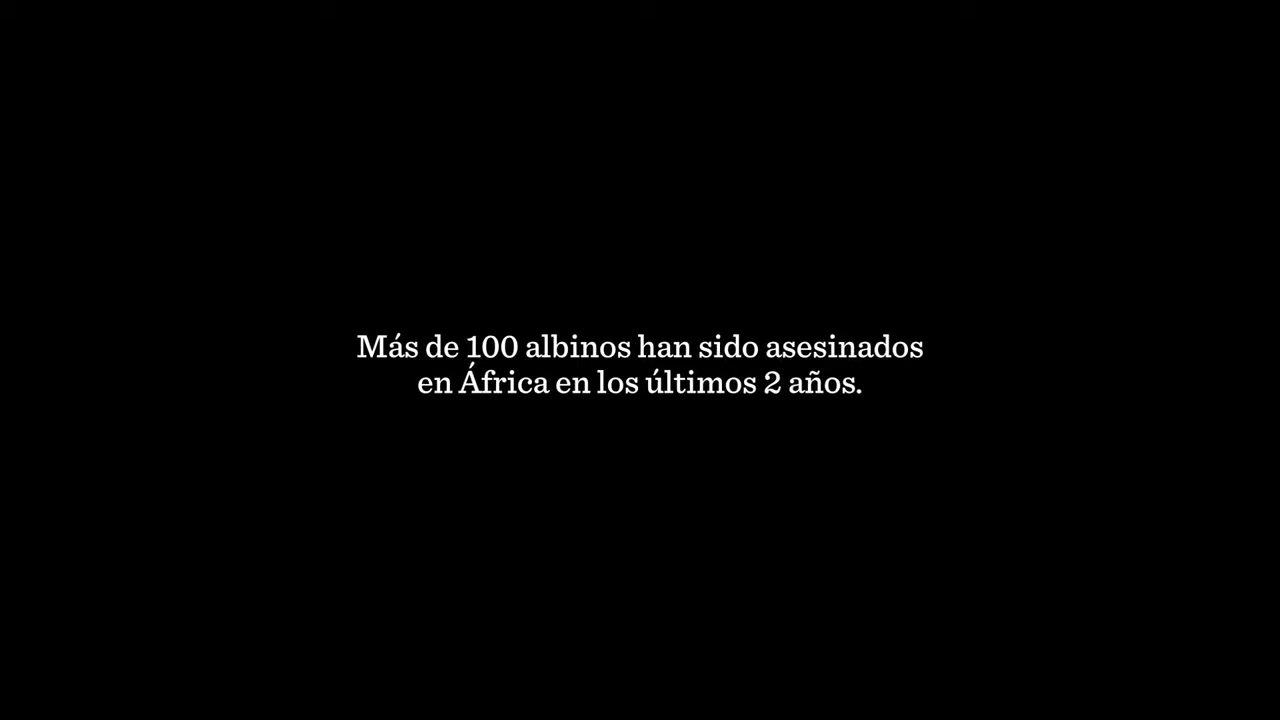 Más de 100 albinos han sido asesinados
en África en los últimos 2 años.